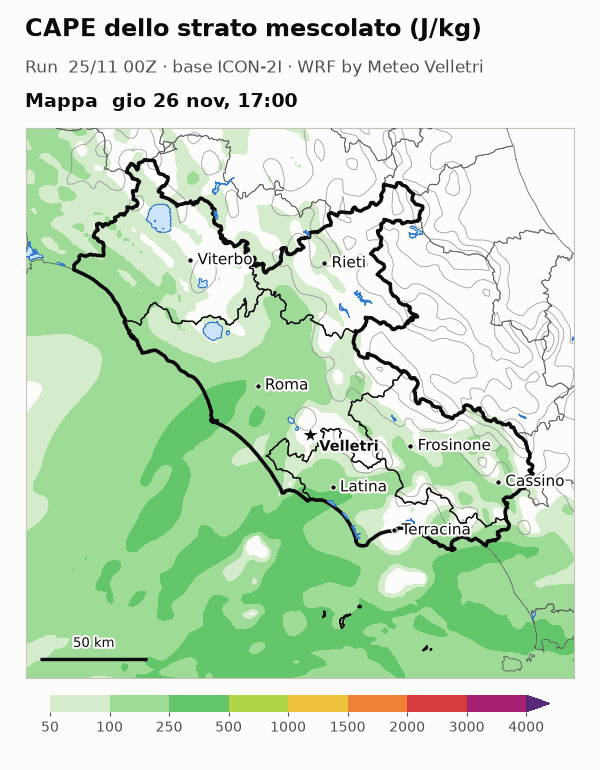 CAPE dello strato mescolato (J/kg)
Run  25/11 00Z · base ICON-2I · WRF by Meteo Velletri
Mappa  gio 26 nov, 17:00
Viterbo
Rieti
Roma
Velletri
Frosinone
Cassino
Latina
Terracina
50 km
50 100 250 500 1000 1500 2000 3000 4000